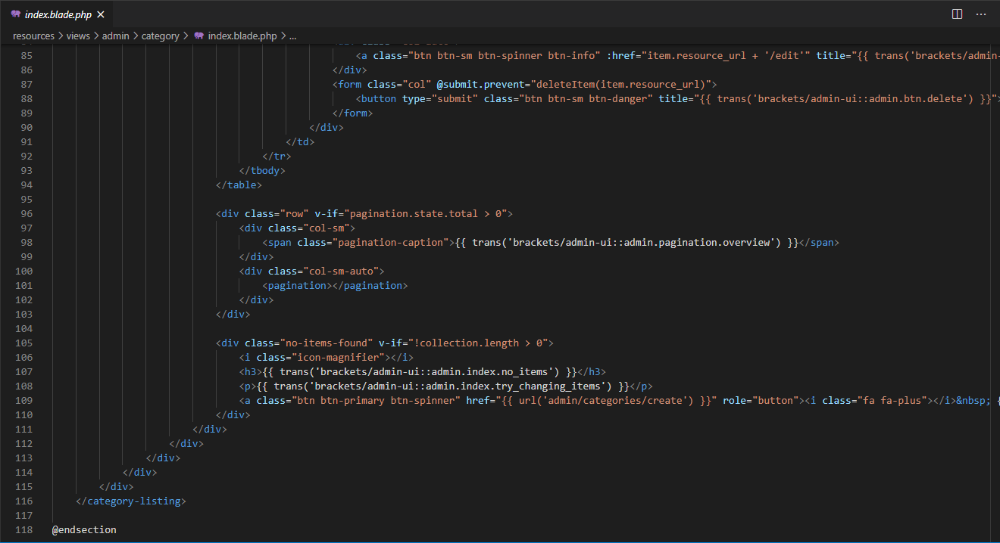 index.blade.php
resources > views > admin > category > index.blade.php > ...
85 <a class="btn btn-sm btn-spinner btn-info" :href="item.resource_url + '/edit'" title="{{ trans('brackets/admin-
86 </div>
87 <form class="col" @submit.prevent="deleteItem(item.resource_url)">
88 <button type="submit" class="btn btn-sm btn-danger" title="{{ trans('brackets/admin-ui::admin.btn.delete') }}">
89 </form>
90 </div>
91 </td>
92 </tr>
93 </tbody>
94 </table>
95
96 <div class="row" v-if="pagination.state.total > 0">
97 <div class="col-sm">
98 <span class="pagination-caption">{{ trans('brackets/admin-ui::admin.pagination.overview') }}</span>
99 </div>
100 <div class="col-sm-auto">
101 <pagination></pagination>
102 </div>
103 </div>
104
105 <div class="no-items-found" v-if="!collection.length > 0">
106 <i class="icon-magnifier"></i>
107 <h3>{{ trans('brackets/admin-ui::admin.index.no_items') }}</h3>
108 <p>{{ trans('brackets/admin-ui::admin.index.try_changing_items') }}</p>
109 <a class="btn btn-primary btn-spinner" href="{{ url('admin/categories/create') }}" role="button"><i class="fa fa-plus"></i>&nbsp; {
110 </div>
111 </div>
112 </div>
113 </div>
114 </div>
115 </div>
116 </category-listing>
117
118 @endsection